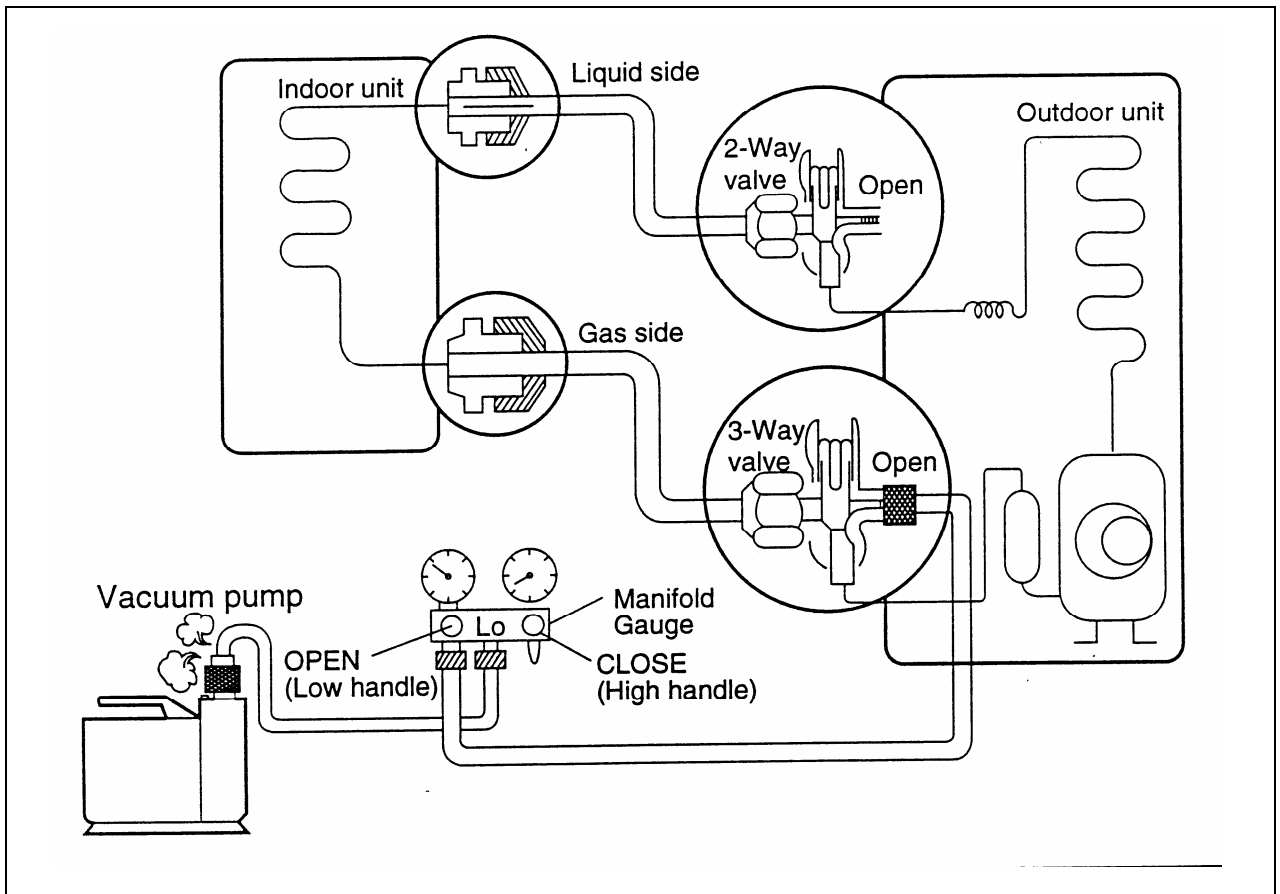 Indoor unit
Liquid side
Outdoor unit
2-Way
valve
Open
Gas side
3-Way
valve
Open
Vacuum pump
Lo
Manifold
Gauge
OPEN
(Low handle)
CLOSE
(High handle)